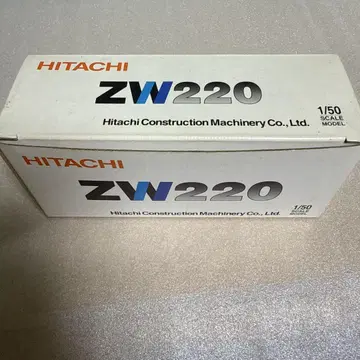 HITACHI
ZW220
1/50
SCALE
MODEL
Hitachi Construction Machinery Co., Ltd.
HITACHI
ZW220
1/50
SCALE
MODEL
Hitachi Construction Machinery Co., Ltd.